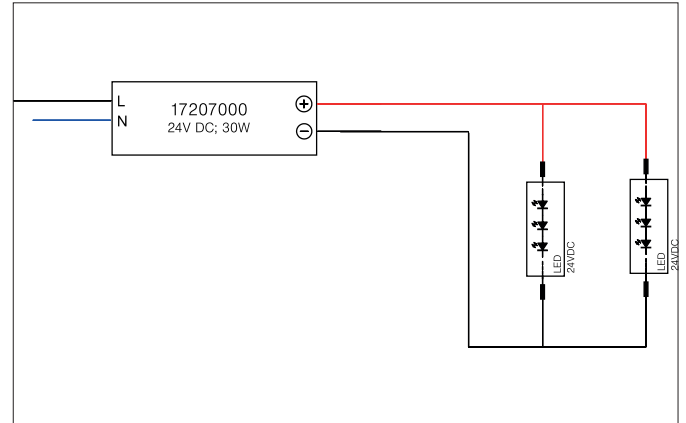 L
N
17207000
24V DC; 30W
+
−
LED
24VDC
LED
24VDC